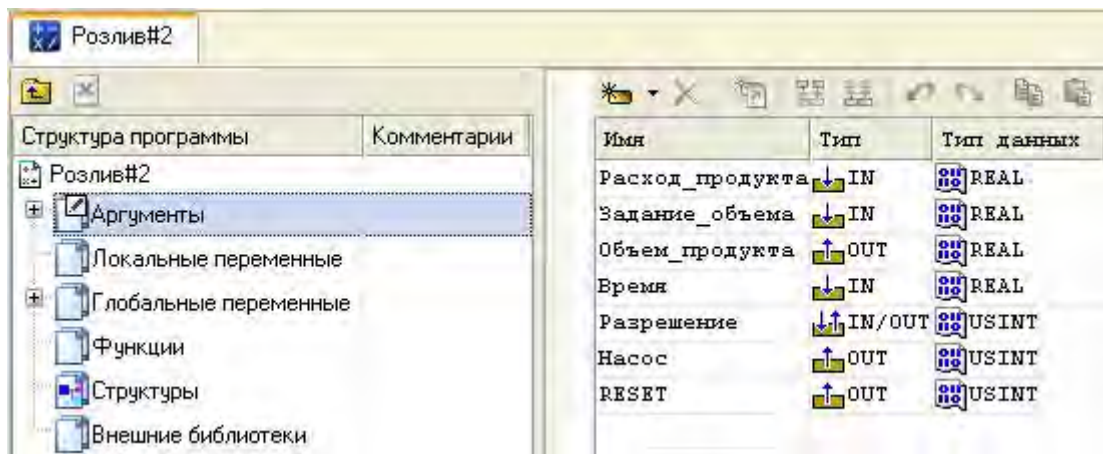 Розлив#2
Структура программы Комментарии
Розлив#2
Аргументы
Локальные переменные
Глобальные переменные
Функции
Структуры
Внешние библиотеки
Имя Тип Тип данных
Расход_продукта IN REAL
Задание_объема IN REAL
Объем_продукта OUT REAL
Время IN REAL
Разрешение IN/OUT USINT
Насос OUT USINT
RESET OUT USINT